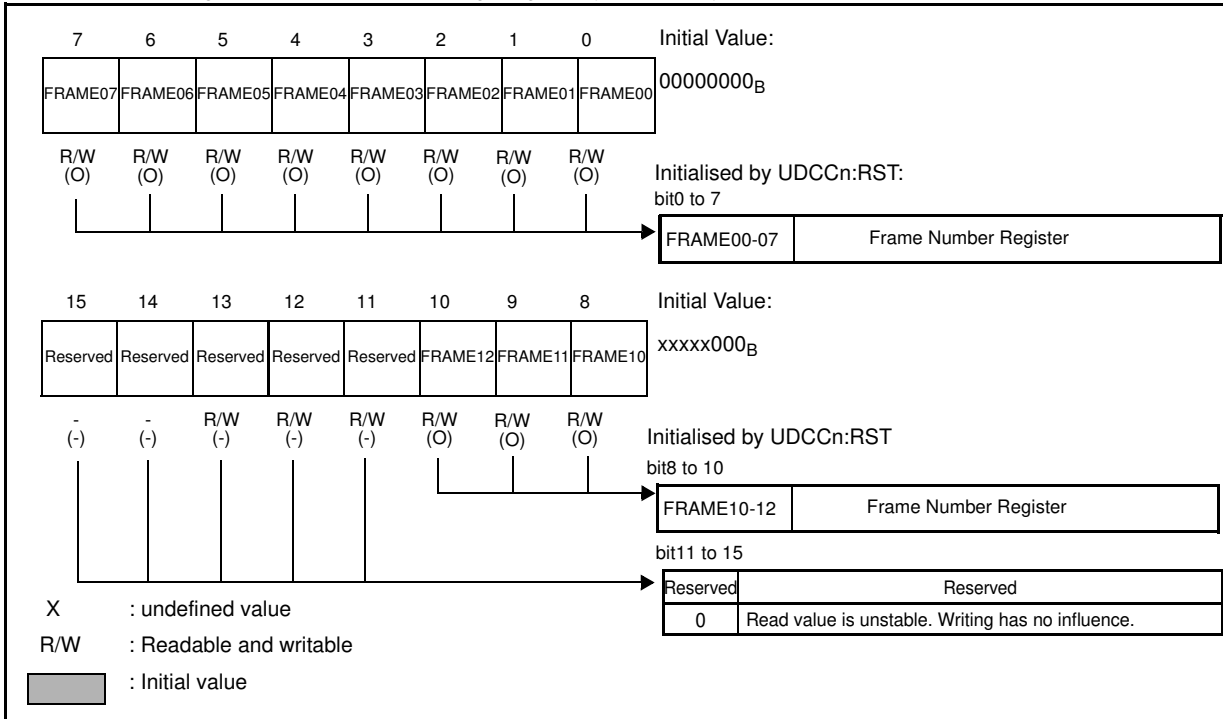 7 6 5 4 3 2 1 0 Initial Value:
FRAME07 FRAME06 FRAME05 FRAME04 FRAME03 FRAME02 FRAME01 FRAME00 00000000B
R/W R/W R/W R/W R/W R/W R/W R/W
(O) (O) (O) (O) (O) (O) (O) (O)
Initialised by UDCCn:RST:
bit0 to 7
FRAME00-07 Frame Number Register
15 14 13 12 11 10 9 8 Initial Value:
Reserved Reserved Reserved Reserved Reserved FRAME12 FRAME11 FRAME10 xxxxx000B
- - R/W R/W R/W R/W R/W R/W
(-) (-) (-) (-) (-) (O) (O) (O)
Initialised by UDCCn:RST
bit8 to 10
FRAME10-12 Frame Number Register
bit11 to 15
Reserved Reserved
0 Read value is unstable. Writing has no influence.
X : undefined value
R/W : Readable and writable
: Initial value